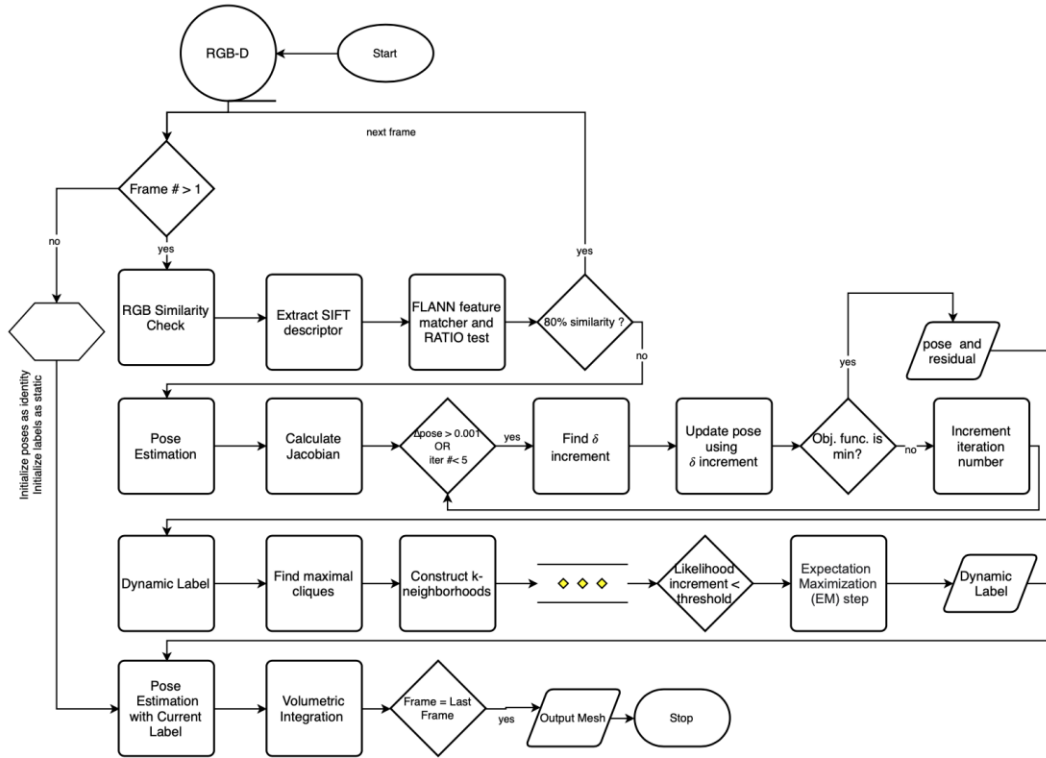 RGB-D
Start
next frame
Frame # > 1
no
yes
yes
RGB Similarity
Check
Extract SIFT
descriptor
FLANN feature
matcher and
RATIO test
80% similarity ?
no
yes
pose and
residual
Initialize poses as identity
Initialize labels as static
Pose
Estimation
Calculate
Jacobian
Δpose > 0.001
OR
iter #< 5
yes
Find δ
increment
Update pose
using
δ increment
Obj. func. is
min?
no
Increment
iteration
number
Dynamic Label
Find maximal
cliques
Construct k-
neighborhoods
Likelihood
increment <
threshold
Expectation
Maximization
(EM) step
Dynamic
Label
Pose
Estimation
with Current
Label
Volumetric
Integration
Frame = Last
Frame
yes
Output Mesh
Stop